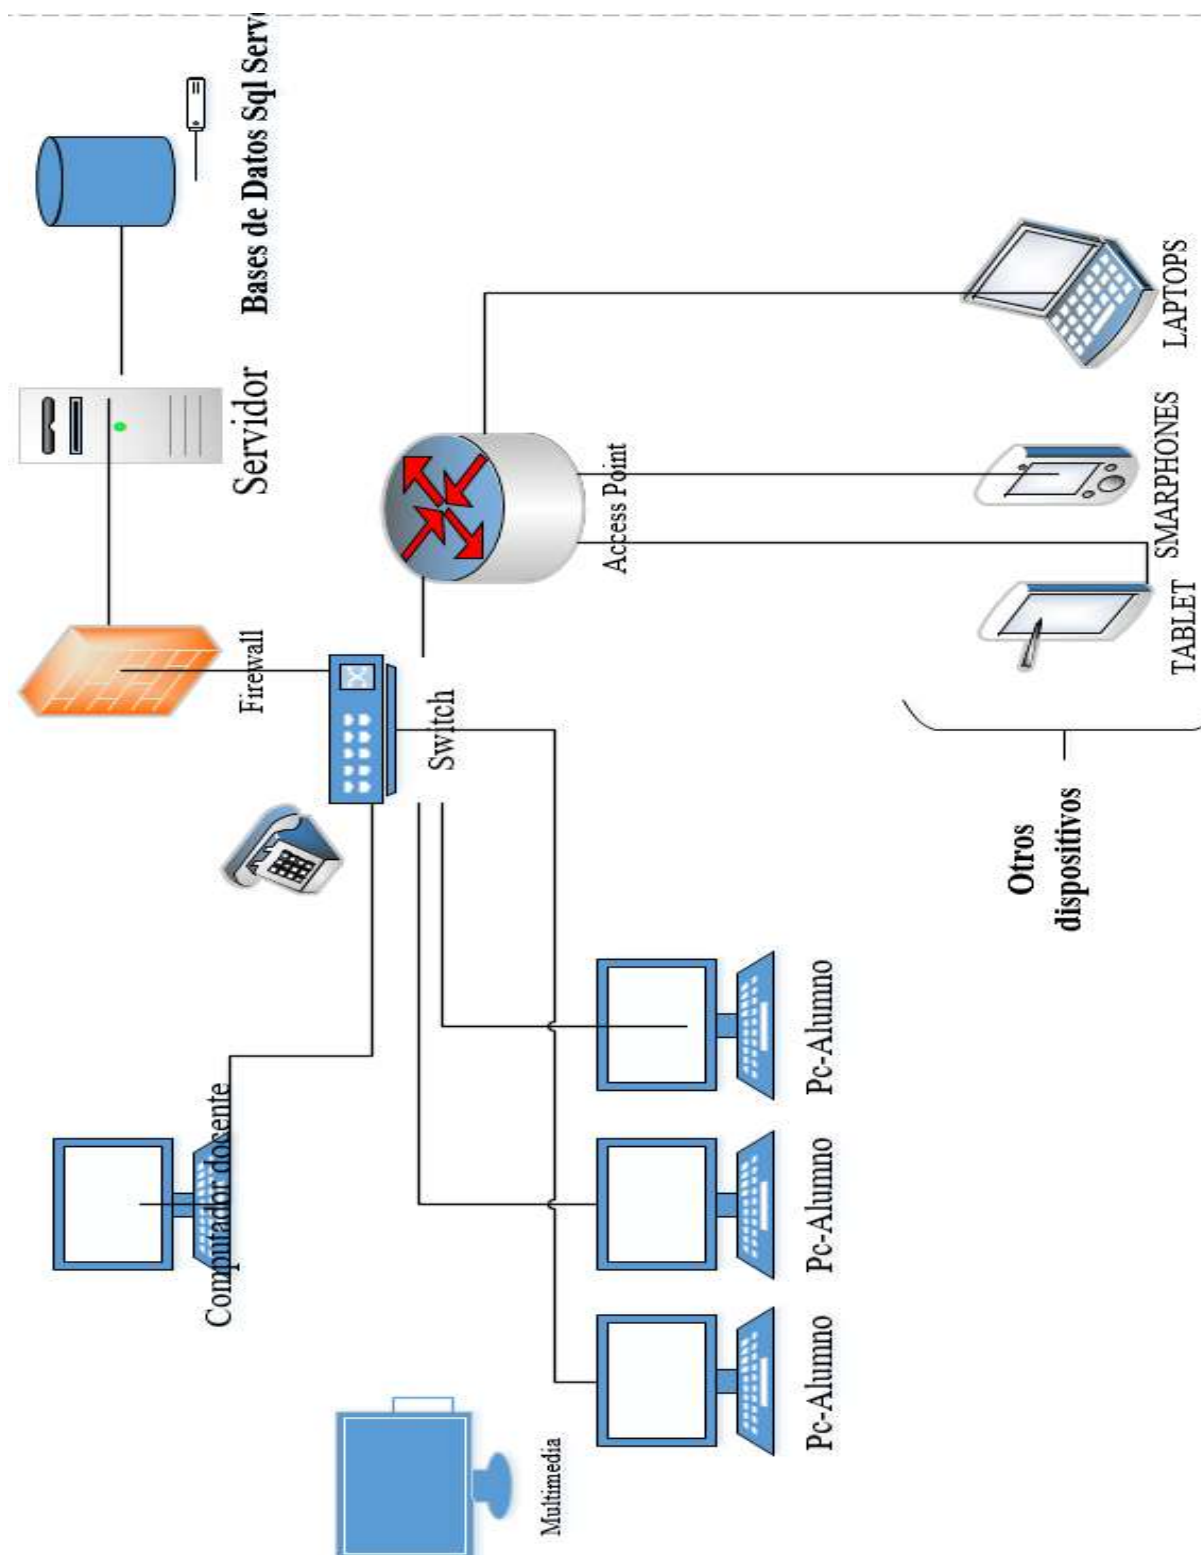 Bases de Datos Sql Serve
Servidor
Firewall
Switch
Access Point
LAPTOPS
SMARPHONES
TABLET
Otros
dispositivos
Computador docente
Pc-Alumno
Pc-Alumno
Pc-Alumno
Multimedia